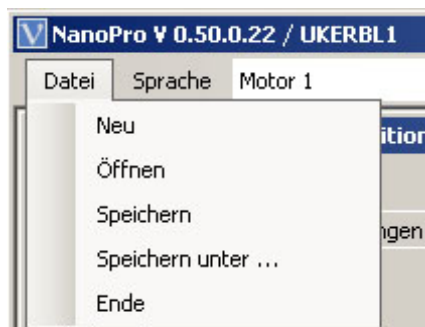 NanoPro V 0.50.0.22 / UKERBL1
Datei Sprache Motor 1
Neu
Öffnen
Speichern
Speichern unter ...
Ende